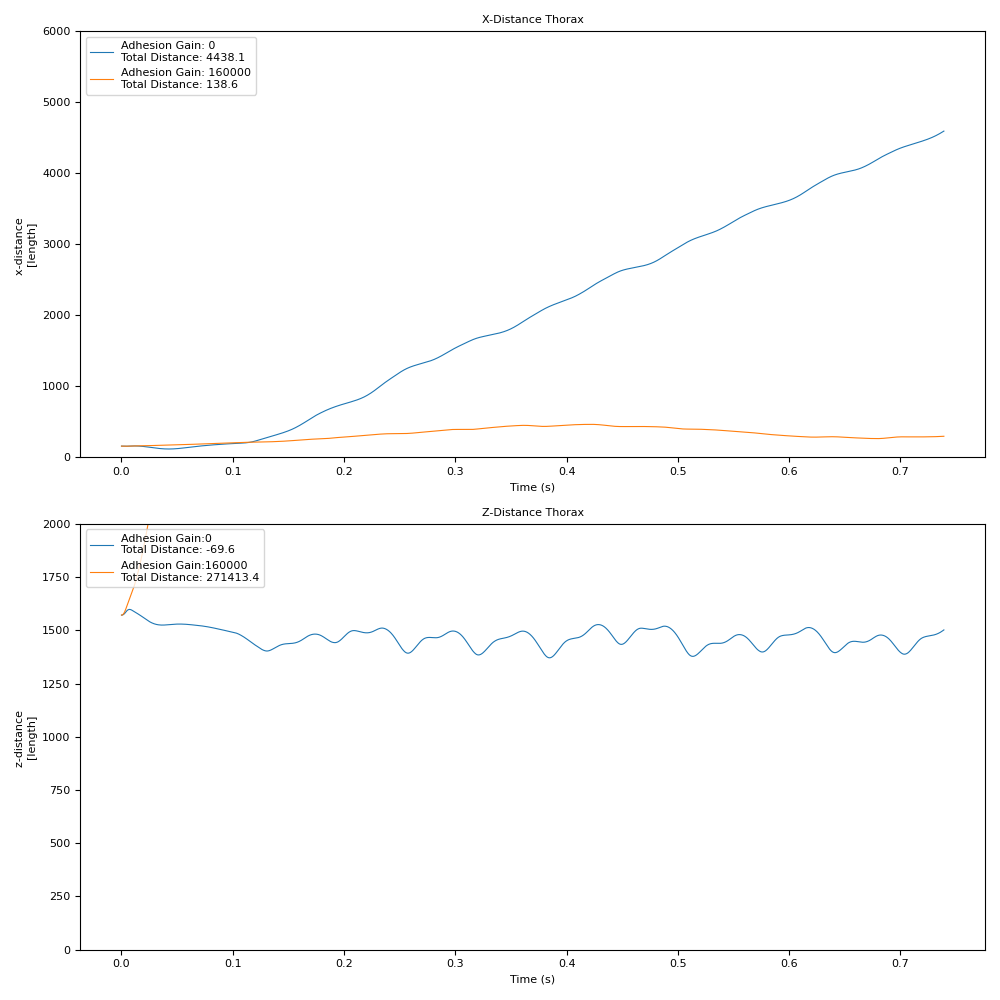 X-Distance Thorax
6000
5000
4000
3000
2000
1000
0
x-distance
[length]
Adhesion Gain: 0
Total Distance: 4438.1
Adhesion Gain: 160000
Total Distance: 138.6
0.0 0.1 0.2 0.3 0.4 0.5 0.6 0.7
Time (s)
Z-Distance Thorax
2000
1750
1500
1250
1000
750
500
250
0
z-distance
[length]
Adhesion Gain:0
Total Distance: -69.6
Adhesion Gain:160000
Total Distance: 271413.4
0.0 0.1 0.2 0.3 0.4 0.5 0.6 0.7
Time (s)